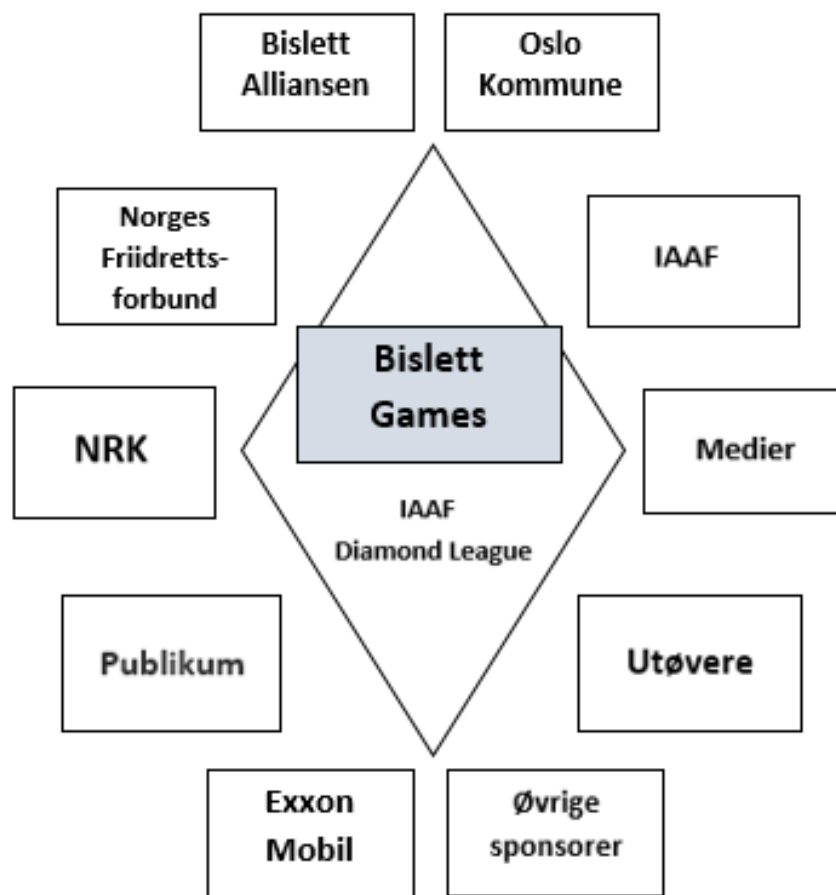 Bislett
Alliansen
Oslo
Kommune
Norges
Friidretts-
forbund
IAAF
Bislett
Games
NRK
Medier
IAAF
Diamond League
Publikum
Utøvere
Exxon
Mobil
Øvrige
sponsorer